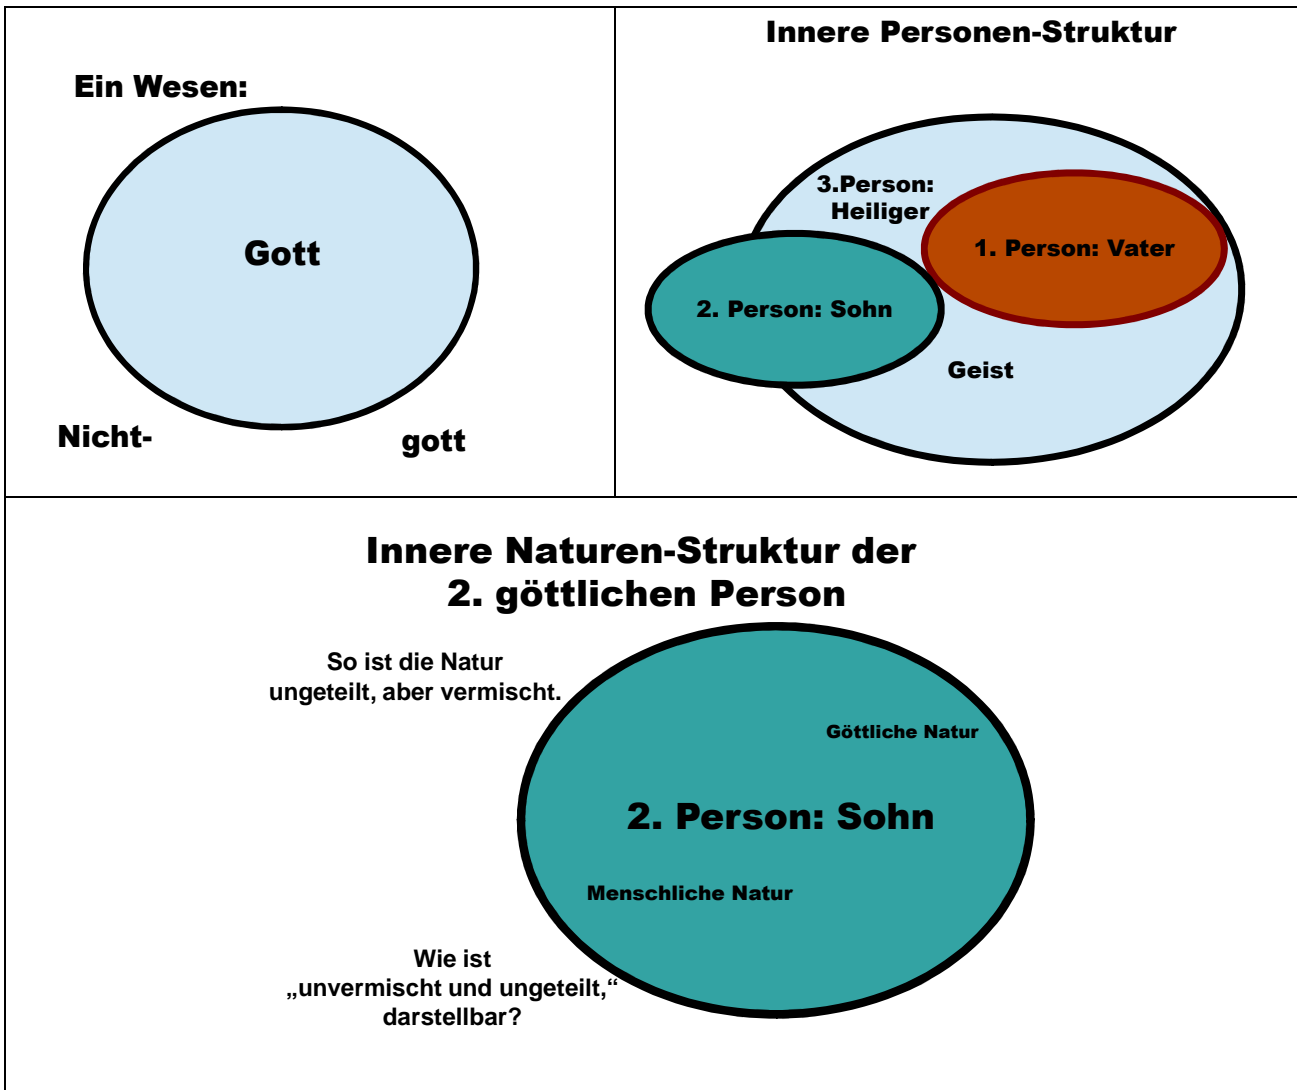 Ein Wesen:
Gott
Nicht-
gott
Innere Personen-Struktur
3.Person:
Heiliger
1. Person: Vater
2. Person: Sohn
Geist
Innere Naturen-Struktur der
2. göttlichen Person
So ist die Natur
ungeteilt, aber vermischt.
Göttliche Natur
2. Person: Sohn
Menschliche Natur
Wie ist
„unvermischt und ungeteilt,“
darstellbar?